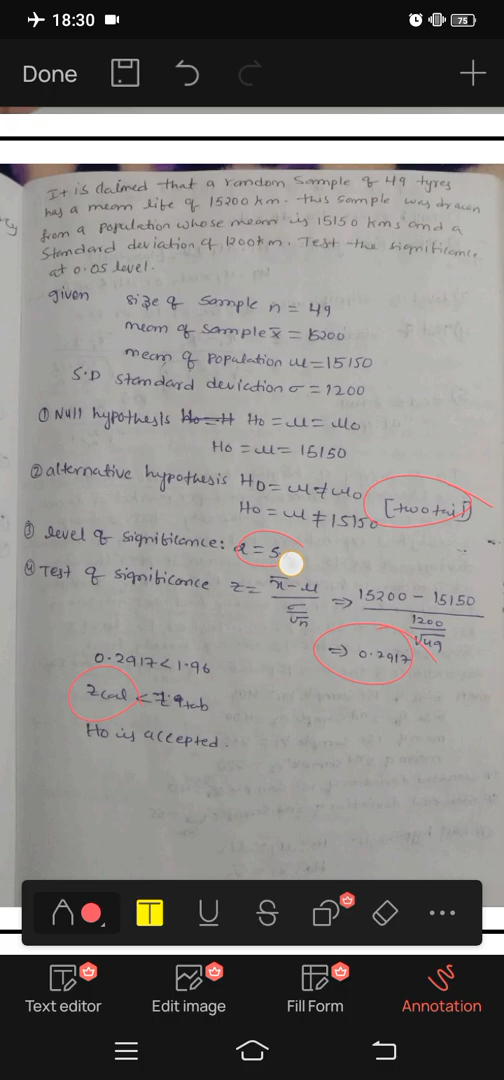 18:30
75
Done
It is claimed that a random sample of 49 tyres
has a mean life of 15200 km. this sample was drawn
from a population whose mean is 15150 kms and a
Standard deviation of 1200 km. Test the significance
at 0.05 level.
given size of sample n = 49
mean of sample x̄ = 15200
mean of population μ = 15150
S.D standard deviation σ = 1200
① Null hypothesis H0 = μ = μ0
H0 = μ = 15150
② alternative hypothesis H0 = μ ≠ μ0
H0 = μ ≠ 15150 [two tail]
③ level of significance: α = 5
④ Test of significance z = x̄ - μ / σ/√n ⇒ 15200 - 15150 / 1200/√49
⇒ 0.2917
0.2917 < 1.96
Zcal < Ztab
H0 is accepted.
T
U
S
Text editor
Edit image
Fill Form
Annotation